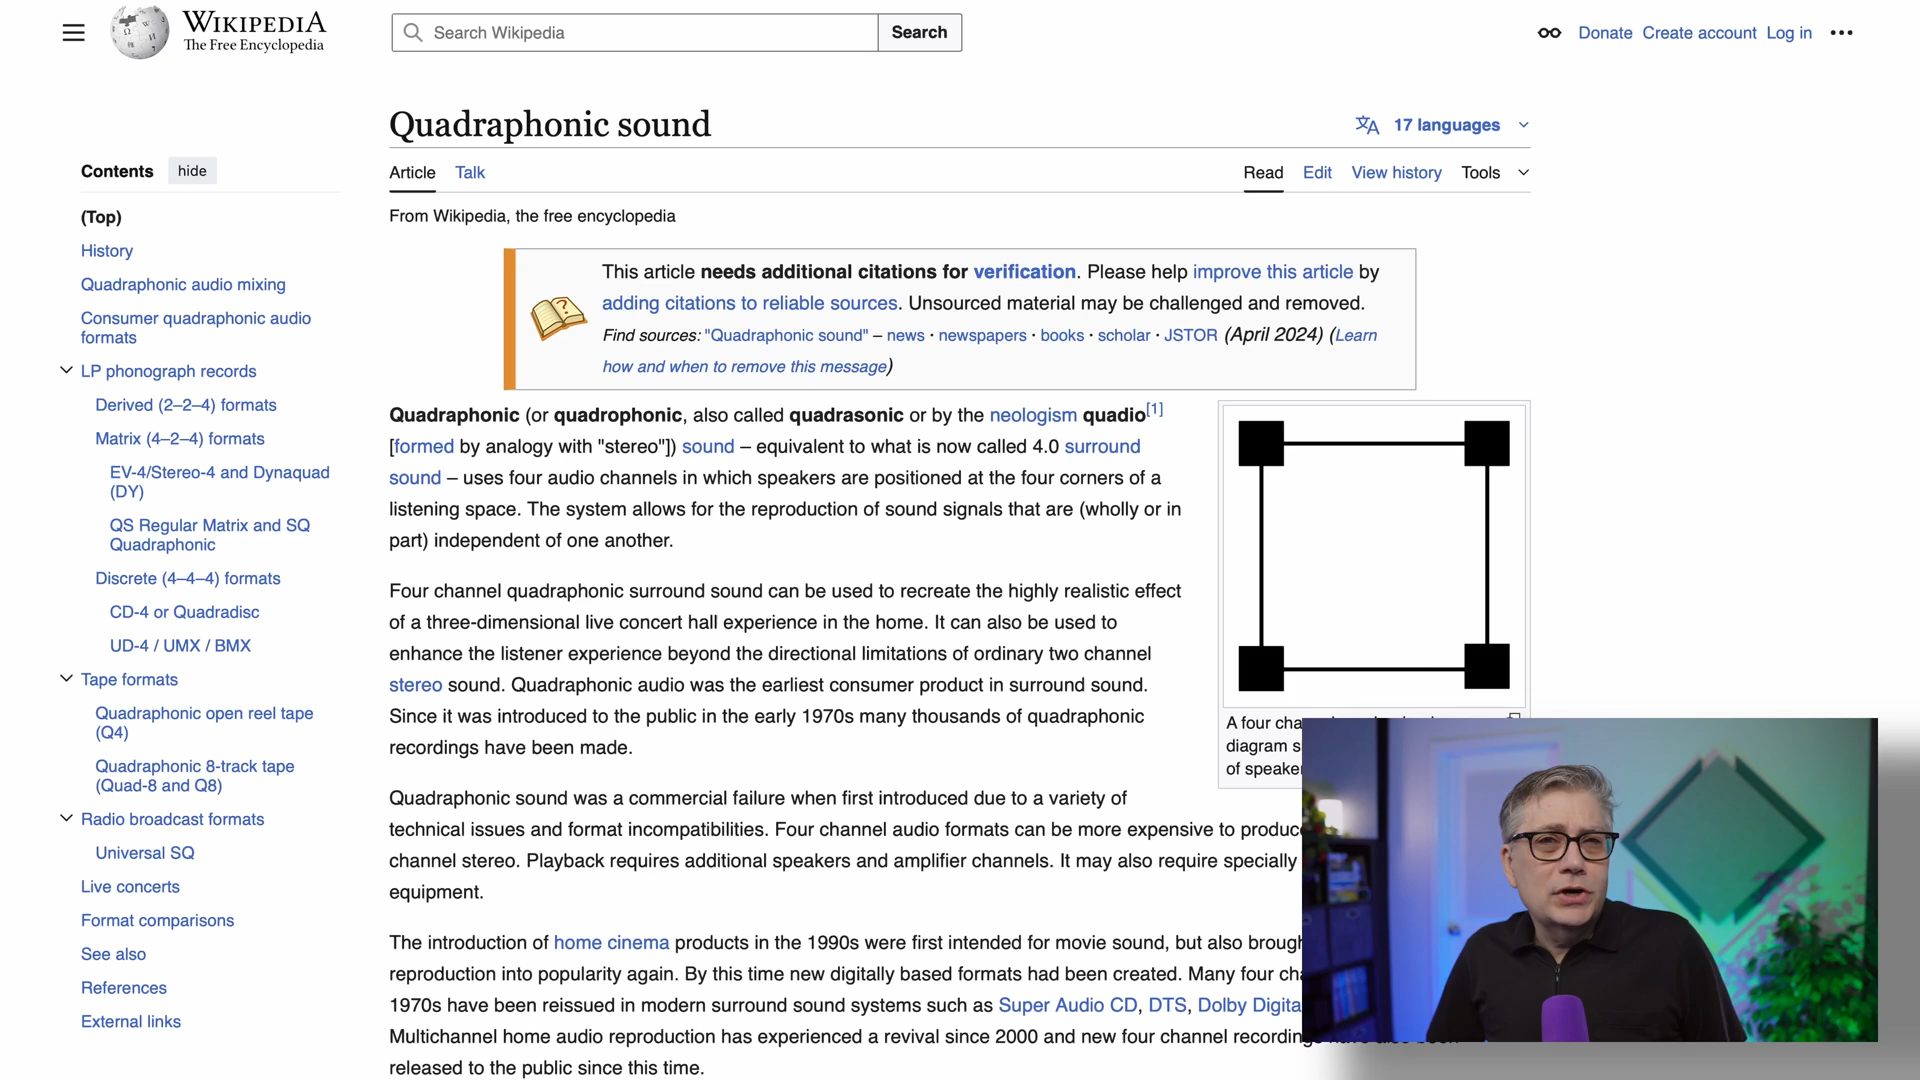 WIKIPEDIA
The Free Encyclopedia
Search Wikipedia
Search
Donate Create account Log in
Quadraphonic sound
17 languages
Article Talk
Read Edit View history Tools
From Wikipedia, the free encyclopedia
Contents hide
(Top)
History
Quadraphonic audio mixing
Consumer quadraphonic audio
formats
LP phonograph records
Derived (2–2–4) formats
Matrix (4–2–4) formats
EV-4/Stereo-4 and Dynaquad
(DY)
QS Regular Matrix and SQ
Quadraphonic
Discrete (4–4–4) formats
CD-4 or Quadradisc
UD-4 / UMX / BMX
Tape formats
Quadraphonic open reel tape
(Q4)
Quadraphonic 8-track tape
(Quad-8 and Q8)
Radio broadcast formats
Universal SQ
Live concerts
Format comparisons
See also
References
External links
This article needs additional citations for verification. Please help improve this article by
adding citations to reliable sources. Unsourced material may be challenged and removed.
Find sources: "Quadraphonic sound" – news · newspapers · books · scholar · JSTOR (April 2024) (Learn
how and when to remove this message)
Quadraphonic (or quadrophonic, also called quadrasonic or by the neologism quadio[1]
[formed by analogy with "stereo"]) sound – equivalent to what is now called 4.0 surround
sound – uses four audio channels in which speakers are positioned at the four corners of a
listening space. The system allows for the reproduction of sound signals that are (wholly or in
part) independent of one another.
Four channel quadraphonic surround sound can be used to recreate the highly realistic effect
of a three-dimensional live concert hall experience in the home. It can also be used to
enhance the listener experience beyond the directional limitations of ordinary two channel
stereo sound. Quadraphonic audio was the earliest consumer product in surround sound.
Since it was introduced to the public in the early 1970s many thousands of quadraphonic
recordings have been made.
A four
diagram
of
Quadraphonic sound was a commercial failure when first introduced due to a variety of
technical issues and format incompatibilities. Four channel audio formats can be more expensive to produce
channel stereo. Playback requires additional speakers and amplifier channels. It may also require specially
equipment.
The introduction of home cinema products in the 1990s were first intended for movie sound, but also
reproduction into popularity again. By this time new digitally based formats had been created. Many four
1970s have been reissued in modern surround sound systems such as Super Audio CD, DTS, Dolby
Multichannel home audio reproduction has experienced a revival since 2000 and new four channel
released to the public since this time.